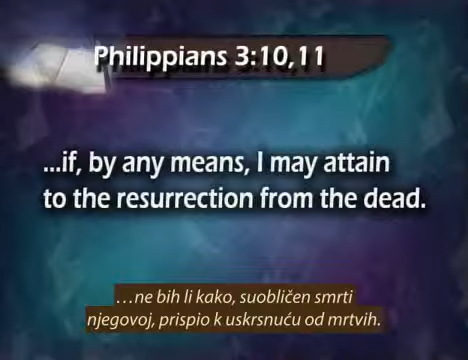 Philippians 3:10,11
...if, by any means, I may attain
to the resurrection from the dead.
…ne bih li kako, suobličen smrti
njegovoj, prispio k uskrsnuću od mrtvih.